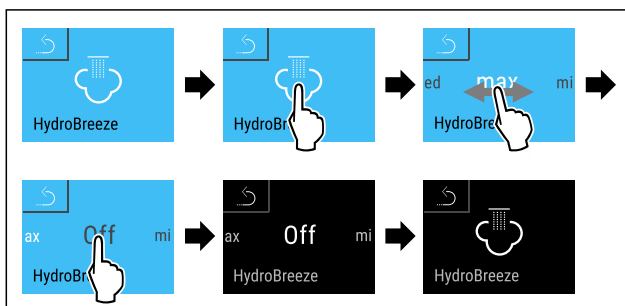 HydroBreeze
HydroBr
ed max mi
HydroBre
ax Off mi
HydroBr
ax Off mi
HydroBreeze
HydroBreeze